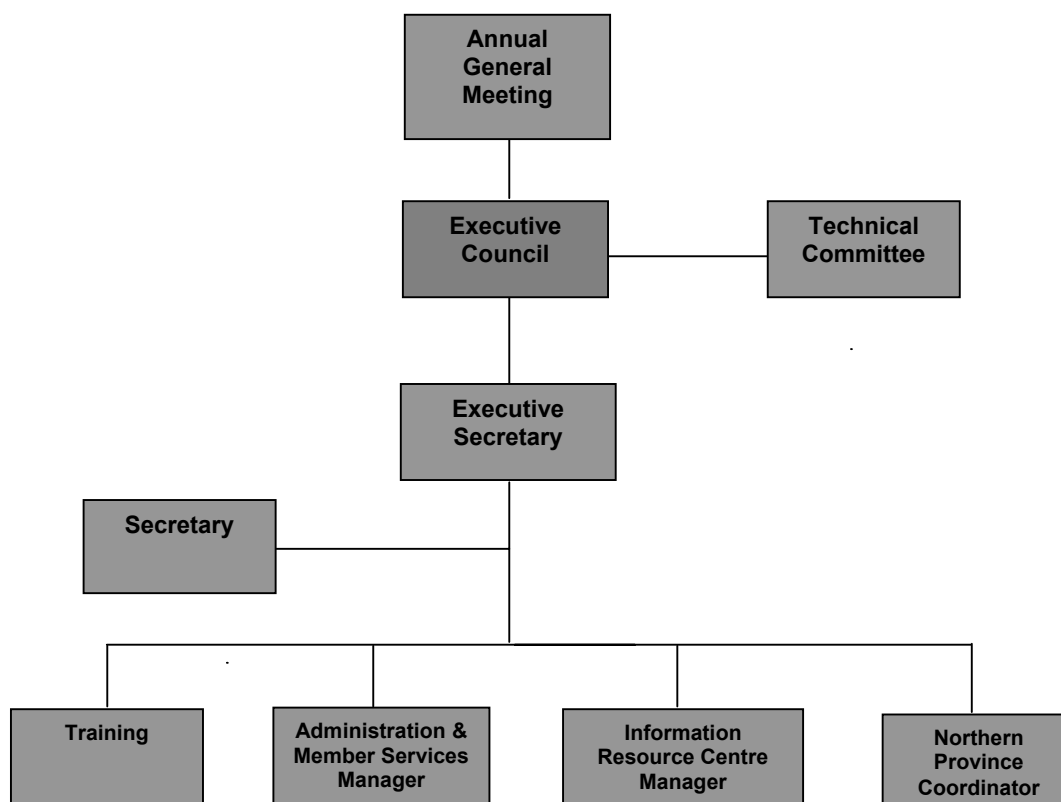 Annual
General
Meeting
Executive
Council
Technical
Committee
Executive
Secretary
Secretary
Training
Administration &
Member Services
Manager
Information
Resource Centre
Manager
Northern
Province
Coordinator